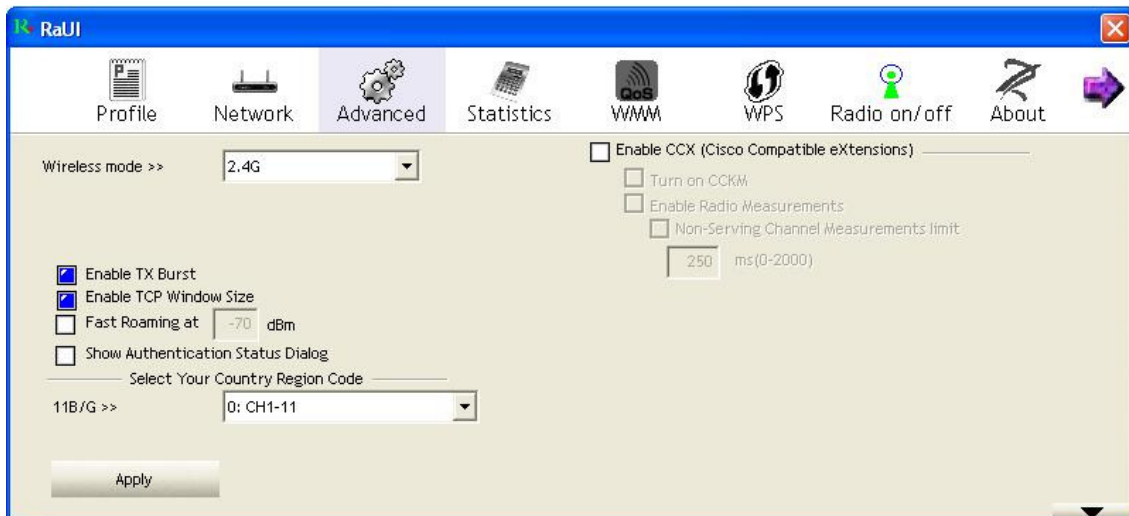 RaUI
Profile Network Advanced Statistics WMM WPS Radio on/off About
QoS
Wireless mode >> 2.4G
Enable CCX (Cisco Compatible eXtensions)
Turn on CCKM
Enable Radio Measurements
Non-Serving Channel Measurements limit
250 ms(0-2000)
Enable TX Burst
Enable TCP Window Size
Fast Roaming at -70 dBm
Show Authentication Status Dialog
Select Your Country Region Code
11B/G >> 0: CH1-11
Apply